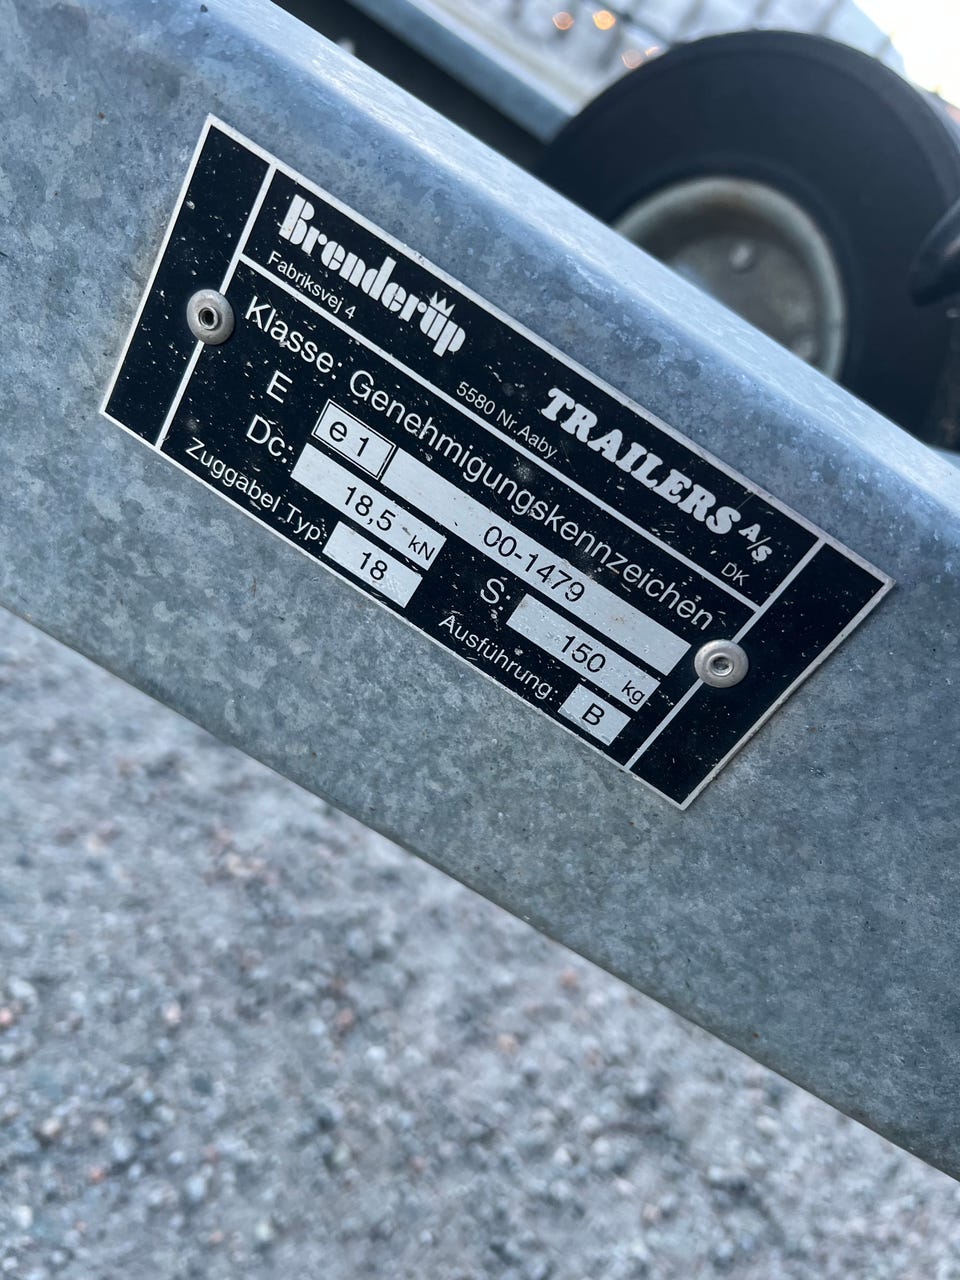 Brenderup TRAILERS A/S
Fabriksvej 4 5580 Nr. Aaby DK
Klasse: Genehmigungskennzeichen
E e1 00-1479
Dc: 18,5 kN S: 150 kg
Zuggabel Typ: 18 Ausführung: B